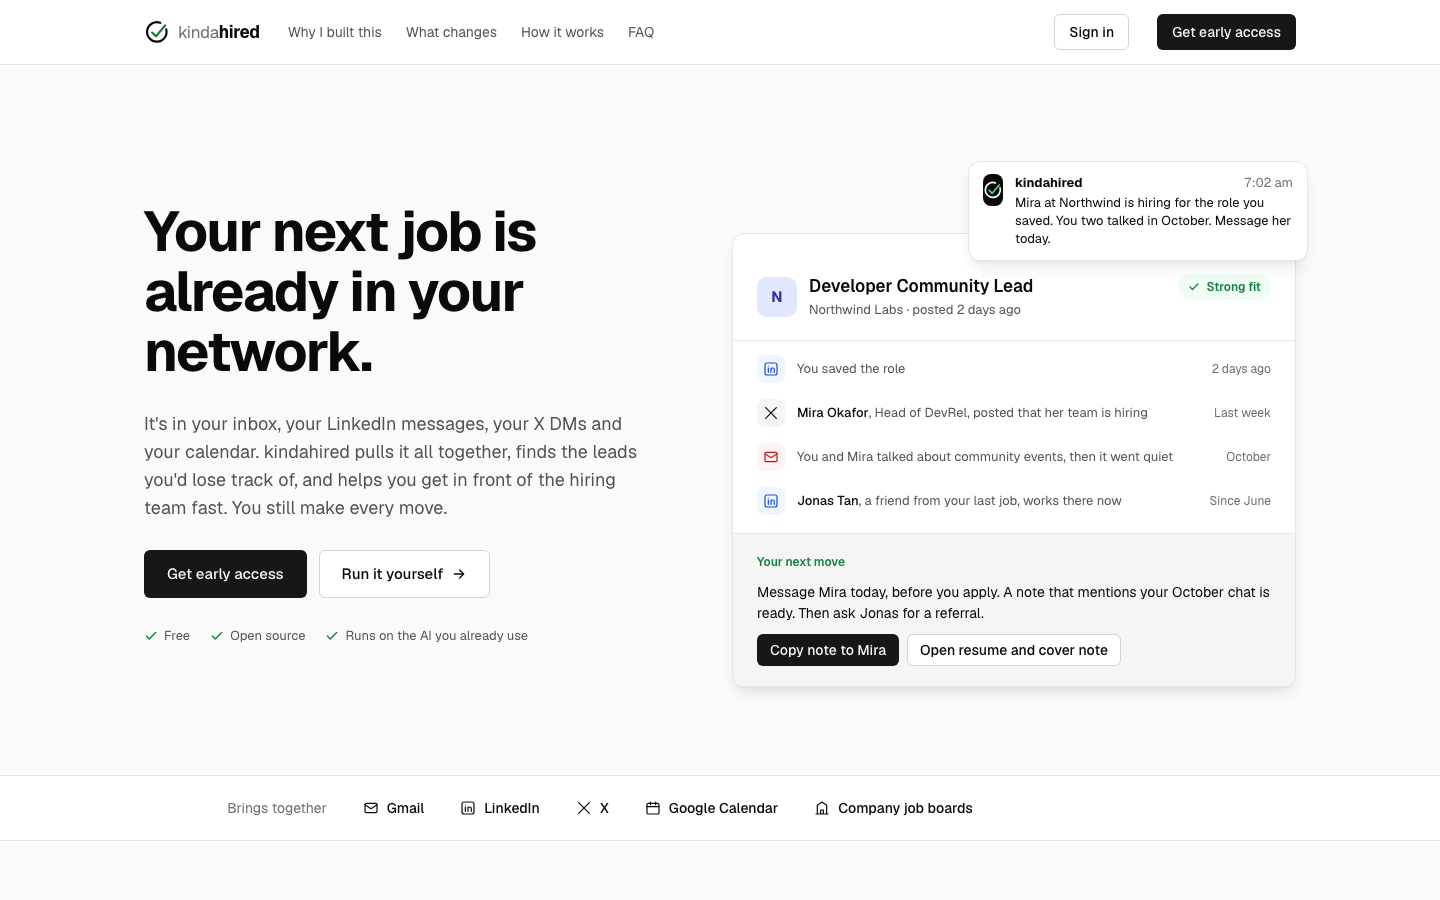 kindahired
Why I built this
What changes
How it works
FAQ
Sign in
Get early access
Your next job is
already in your
network.
It's in your inbox, your LinkedIn messages, your X DMs and
your calendar. kindahired pulls it all together, finds the leads
you'd lose track of, and helps you get in front of the hiring
team fast. You still make every move.
Get early access
Run it yourself →
Free
Open source
Runs on the AI you already use
kindahired
7:02 am
Mira at Northwind is hiring for the role you
saved. You two talked in October. Message her
today.
N
Developer Community Lead
Strong fit
Northwind Labs · posted 2 days ago
You saved the role
2 days ago
Mira Okafor, Head of DevRel, posted that her team is hiring
Last week
You and Mira talked about community events, then it went quiet
October
Jonas Tan, a friend from your last job, works there now
Since June
Your next move
Message Mira today, before you apply. A note that mentions your October chat is
ready. Then ask Jonas for a referral.
Copy note to Mira
Open resume and cover note
Brings together
Gmail
LinkedIn
X
Google Calendar
Company job boards